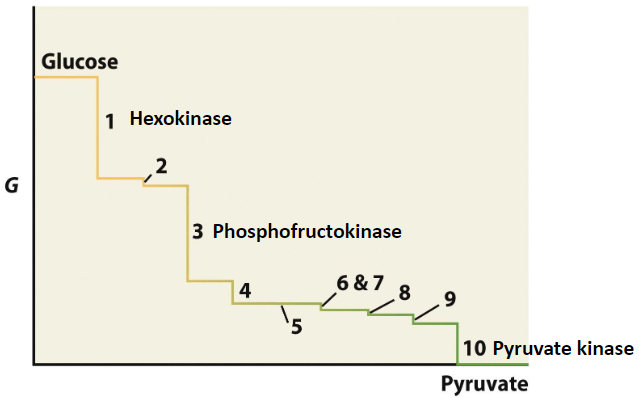 Glucose
1 Hexokinase
2
G
3 Phosphofructokinase
6 & 7
4
8
9
5
10 Pyruvate kinase
Pyruvate